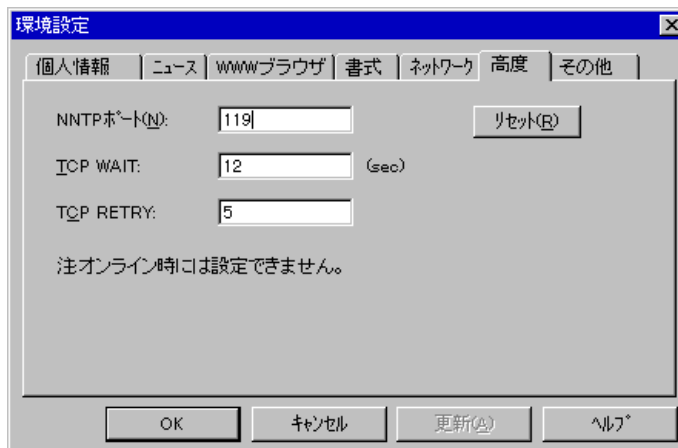 環境設定
個人情報 ニュース WWWブラウザ 書式 ネットワーク 高度 その他
NNTPポート(N): 119 リセット(R)
TCP WAIT: 12 (sec)
TCP RETRY: 5
注:オンライン時には設定できません。
OK キャンセル 更新(A) ヘルプ